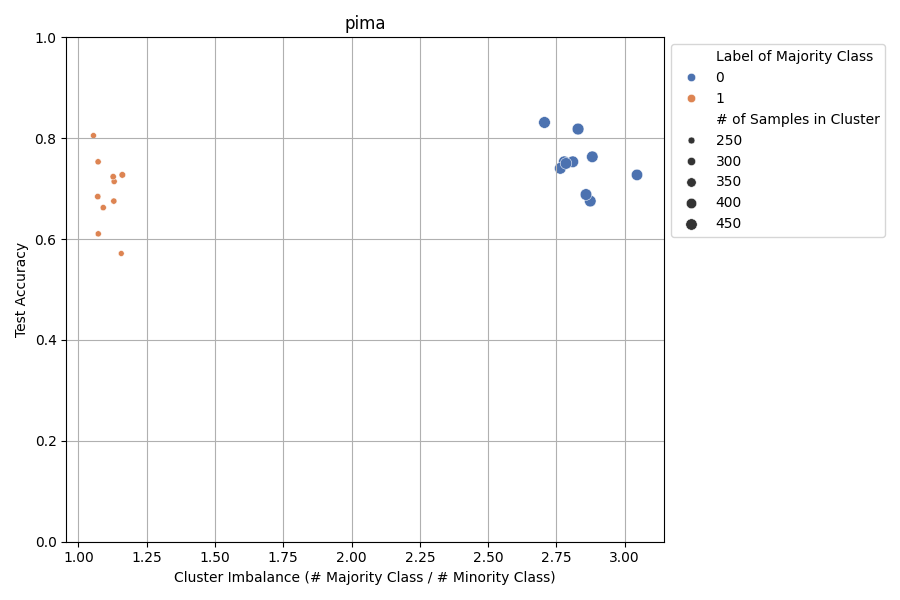 pima
Test Accuracy
1.0
0.8
0.6
0.4
0.2
0.0
1.00 1.25 1.50 1.75 2.00 2.25 2.50 2.75 3.00
Cluster Imbalance (# Majority Class / # Minority Class)
Label of Majority Class
0
1
# of Samples in Cluster
250
300
350
400
450